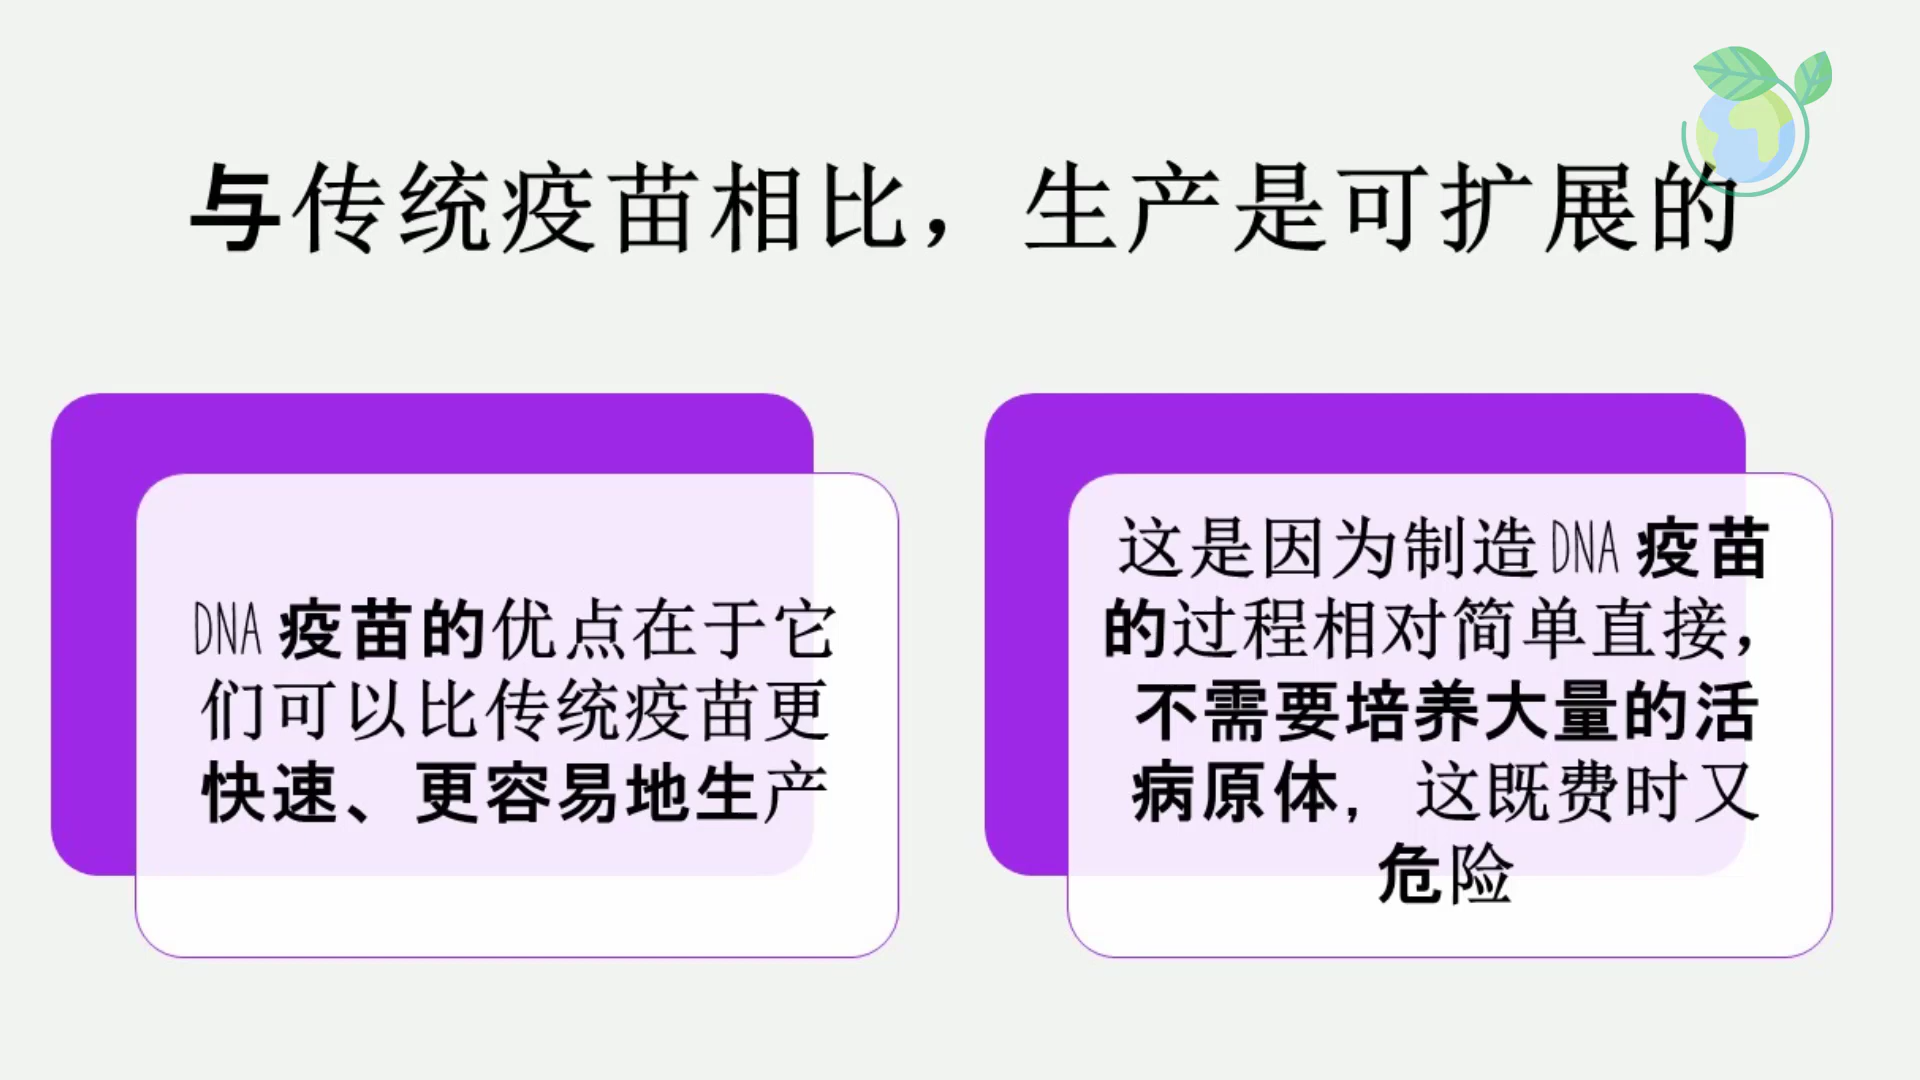 与传统疫苗相比，生产是可扩展的
DNA 疫苗的优点在于它
们可以比传统疫苗更
快速、更容易地生产
这是因为制造 DNA 疫苗
的过程相对简单直接，
不需要培养大量的活
病原体，这既费时又
危险